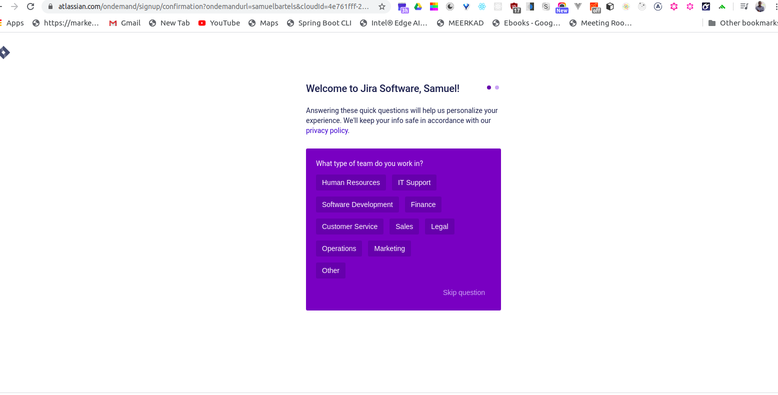 atlassian.com/ondemand/signup/confirmation?ondemandurl=samuelbartels&cloudId=4e761fff-2...
Apps https://marke... Gmail New Tab YouTube Maps Spring Boot CLI Intel® Edge AI... MEERKAD Ebooks - Goog... Meeting Roo... Other bookmarks
Welcome to Jira Software, Samuel!
Answering these quick questions will help us personalize your
experience. We'll keep your info safe in accordance with our
privacy policy.
What type of team do you work in?
Human Resources IT Support
Software Development Finance
Customer Service Sales Legal
Operations Marketing
Other
Skip question